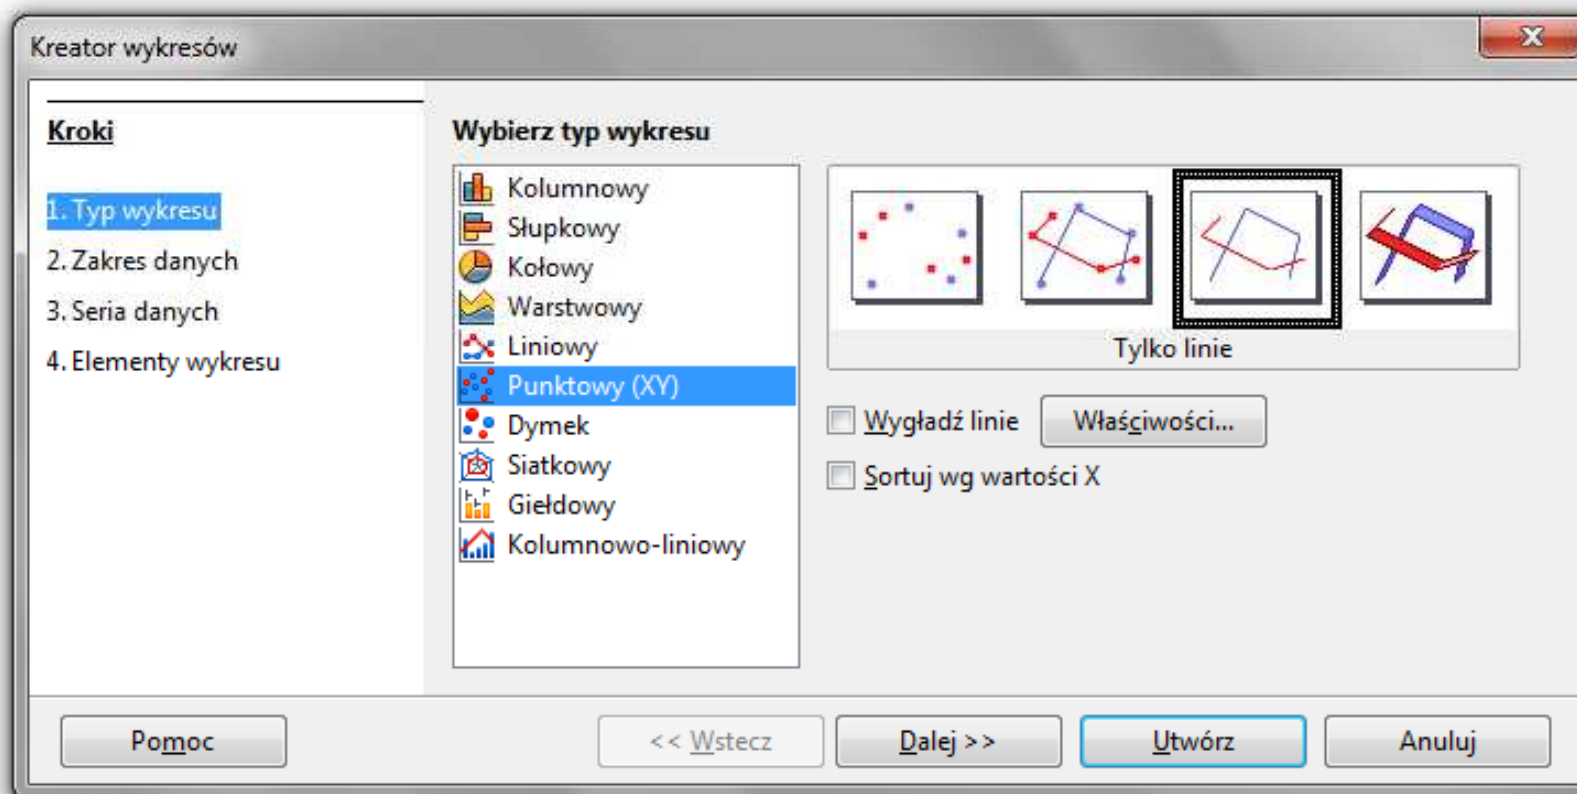 Kreator wykresów
Kroki
1. Typ wykresu
2. Zakres danych
3. Seria danych
4. Elementy wykresu
Wybierz typ wykresu
Kolumnowy
Słupkowy
Kołowy
Warstwowy
Liniowy
Punktowy (XY)
Dymek
Siatkowy
Giełdowy
Kolumnowo-liniowy
Tylko linie
Wygładź linie
Właściwości...
Sortuj wg wartości X
Pomoc
<< Wstecz
Dalej >>
Utwórz
Anuluj